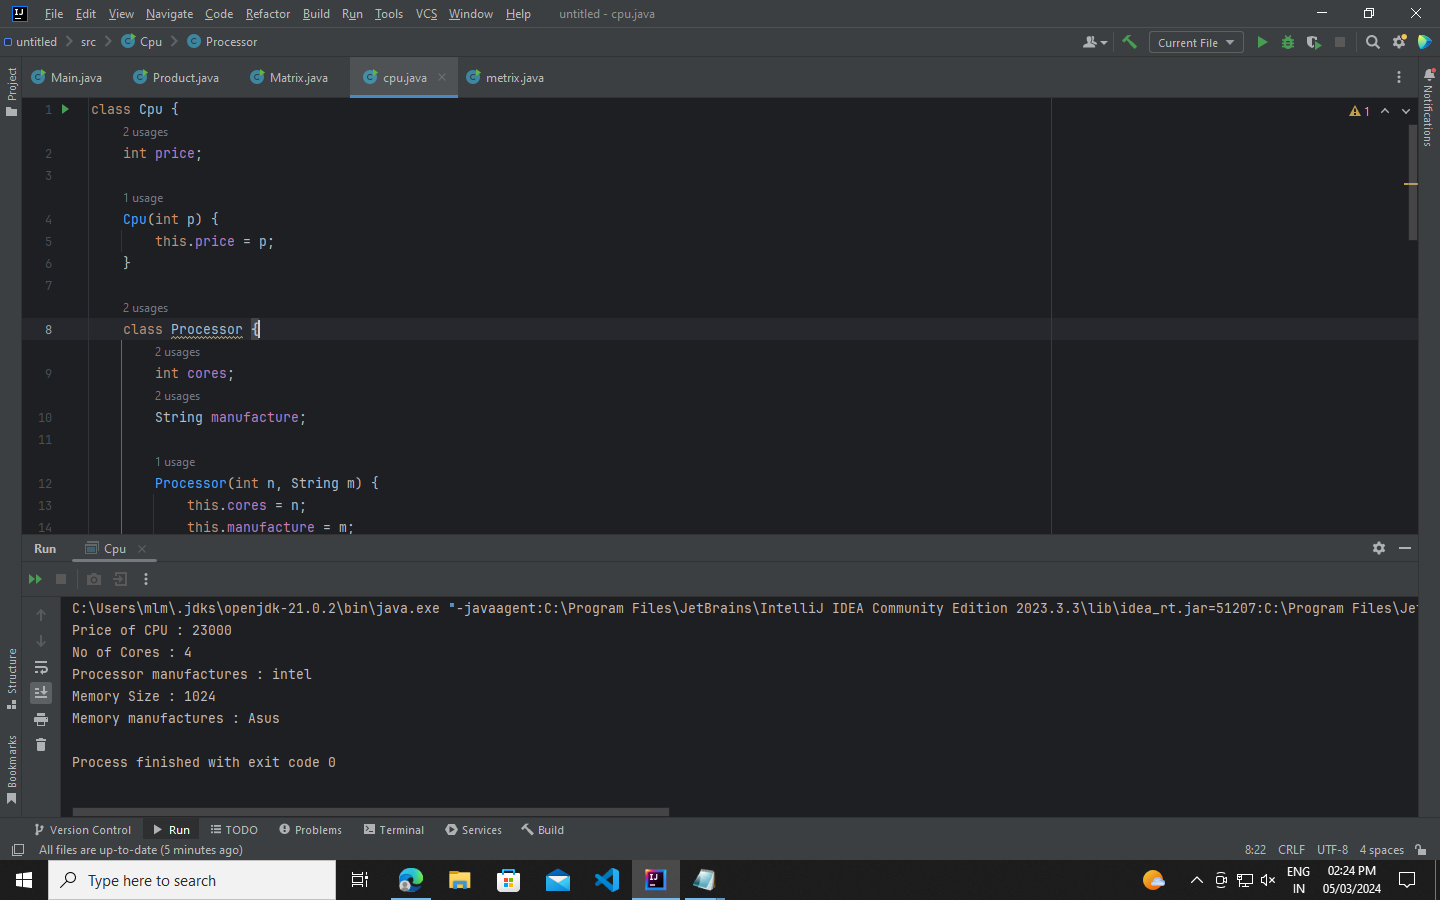 File Edit View Navigate Code Refactor Build Run Tools VCS Window Help untitled - cpu.java
untitled src Cpu Processor Current File
Main.java Product.java Matrix.java cpu.java metrix.java
Project
Notifications
1 class Cpu { 1
2 usages
2 int price;
3
1 usage
4 Cpu(int p) {
5 this.price = p;
6 }
7
2 usages
8 class Processor {
2 usages
9 int cores;
2 usages
10 String manufacture;
11
1 usage
12 Processor(int n, String m) {
13 this.cores = n;
14 this.manufacture = m;
Run Cpu
C:\Users\mlm\.jdks\openjdk-21.0.2\bin\java.exe "-javaagent:C:\Program Files\JetBrains\IntelliJ IDEA Community Edition 2023.3.3\lib\idea_rt.jar=51207:C:\Program Files\Je
Price of CPU : 23000
No of Cores : 4
Processor manufactures : intel
Memory Size : 1024
Memory manufactures : Asus
Process finished with exit code 0
Structure
Bookmarks
Version Control Run TODO Problems Terminal Services Build
All files are up-to-date (5 minutes ago) 8:22 CRLF UTF-8 4 spaces
Type here to search
ENG
IN
02:24 PM
05/03/2024